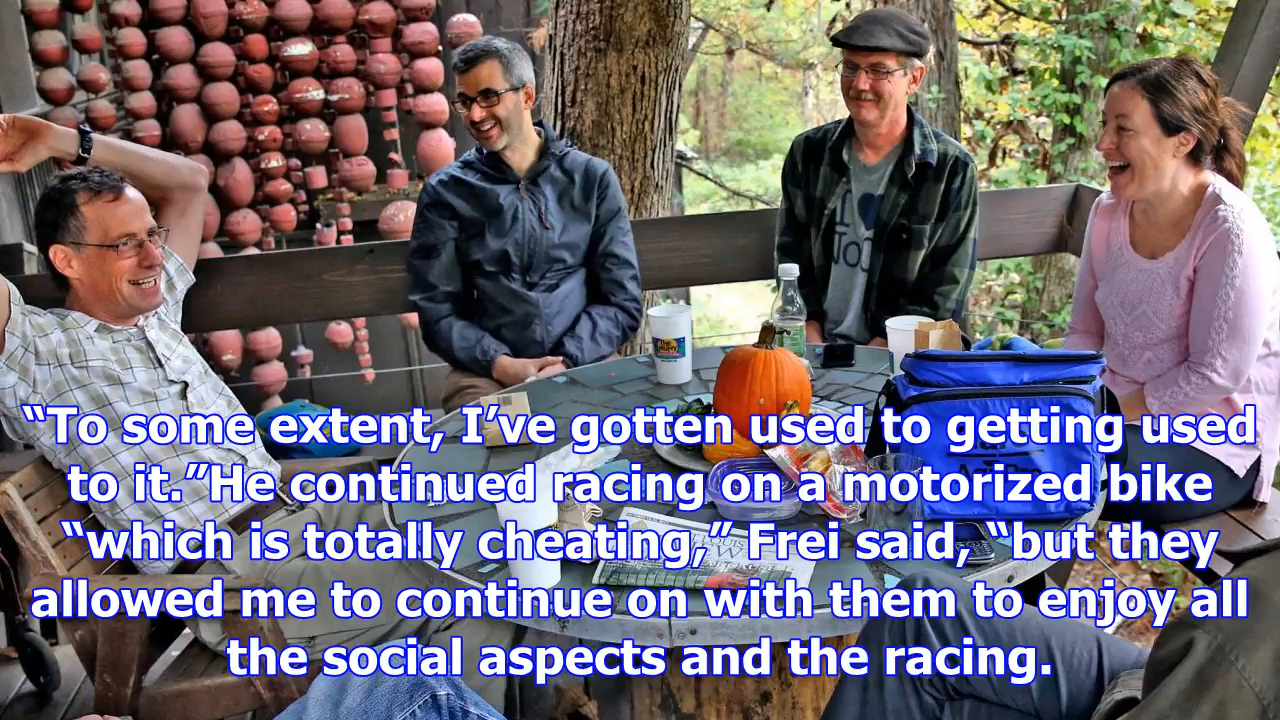 “To some extent, I’ve gotten used to getting used
to it.”He continued racing on a motorized bike
“which is totally cheating,” Frei said, “but they
allowed me to continue on with them to enjoy all
the social aspects and the racing.